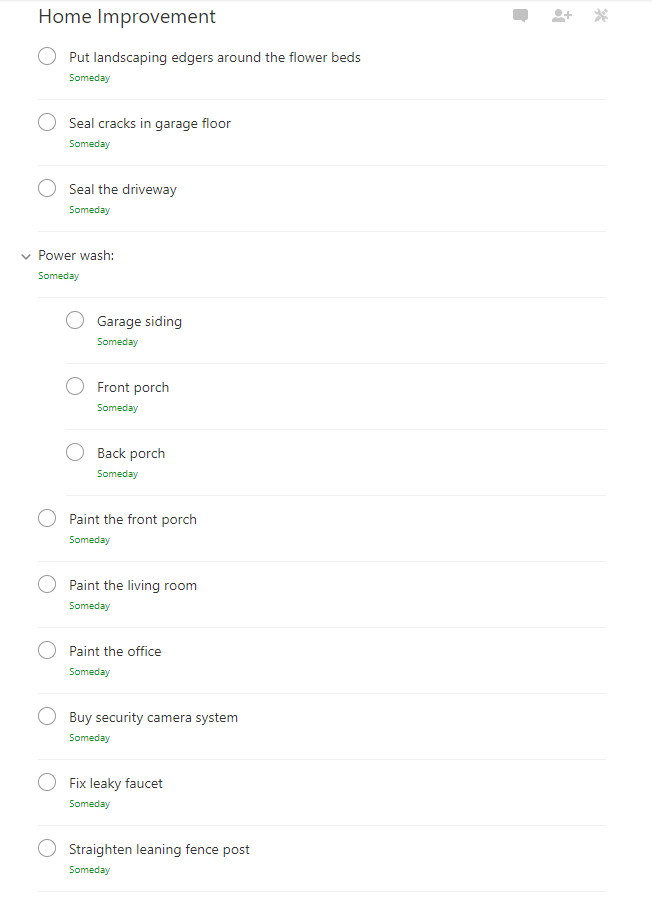 Home Improvement
Put landscaping edgers around the flower beds
Someday
Seal cracks in garage floor
Someday
Seal the driveway
Someday
Power wash:
Someday
Garage siding
Someday
Front porch
Someday
Back porch
Someday
Paint the front porch
Someday
Paint the living room
Someday
Paint the office
Someday
Buy security camera system
Someday
Fix leaky faucet
Someday
Straighten leaning fence post
Someday